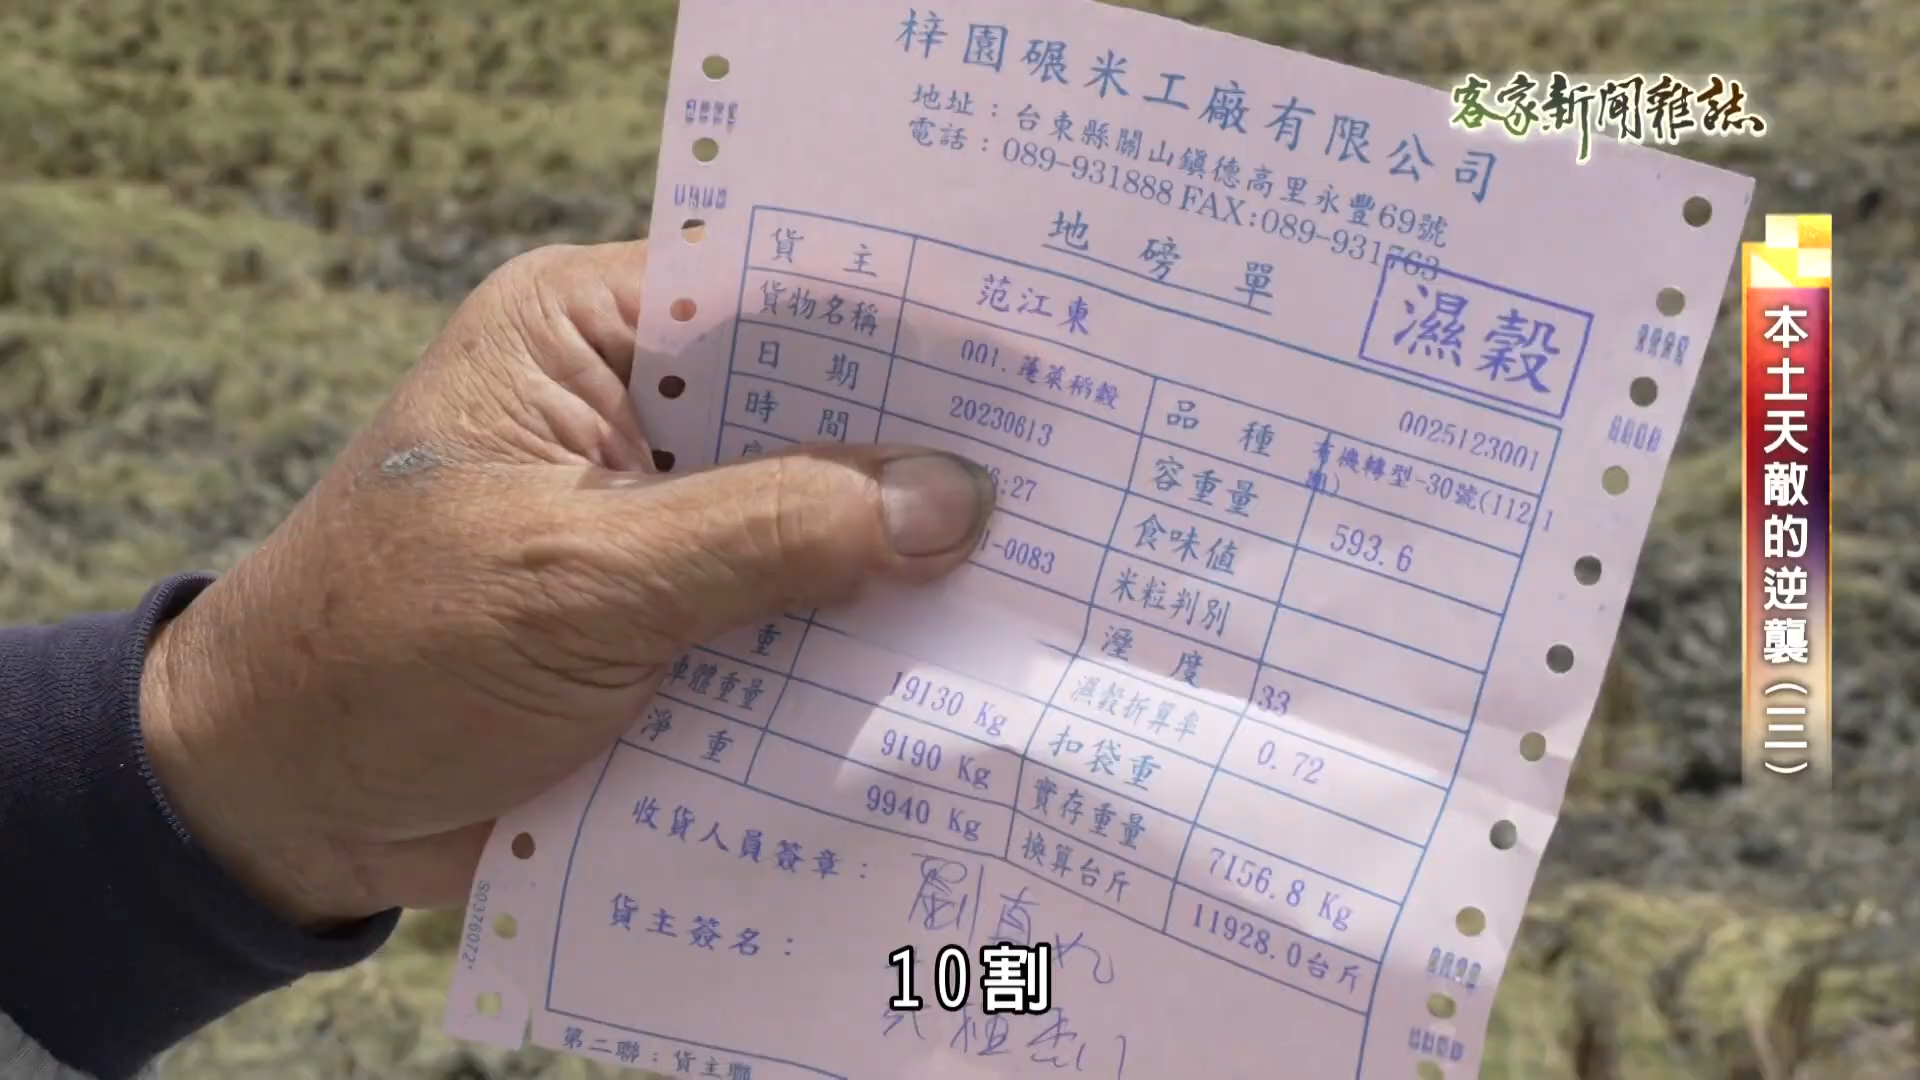 梓園碾米工廠有限公司
地址：台東縣關山鎮德高里永豐69號
電話：089-931888 FAX:089-931763
地磅單
濕穀
客家新聞雜誌
本土天敵的逆襲(三)
貨主 范江東 0025123001
貨物名稱 001.蓬萊稻穀 品種 有機轉型-30號(112 1
期)
日期 20230613 容重量 593.6
時間 6:27 食味值
1-0083 米粒判別
重 19130 Kg 溼度 33
車體重量 9190 Kg 濕穀折算率 0.72
淨重 9940 Kg 扣袋重
實存重量 7156.8 Kg
換算台斤 11928.0台斤
收貨人員簽章：
貨主簽名：
10割
第二聯：貨主聯
S0376072